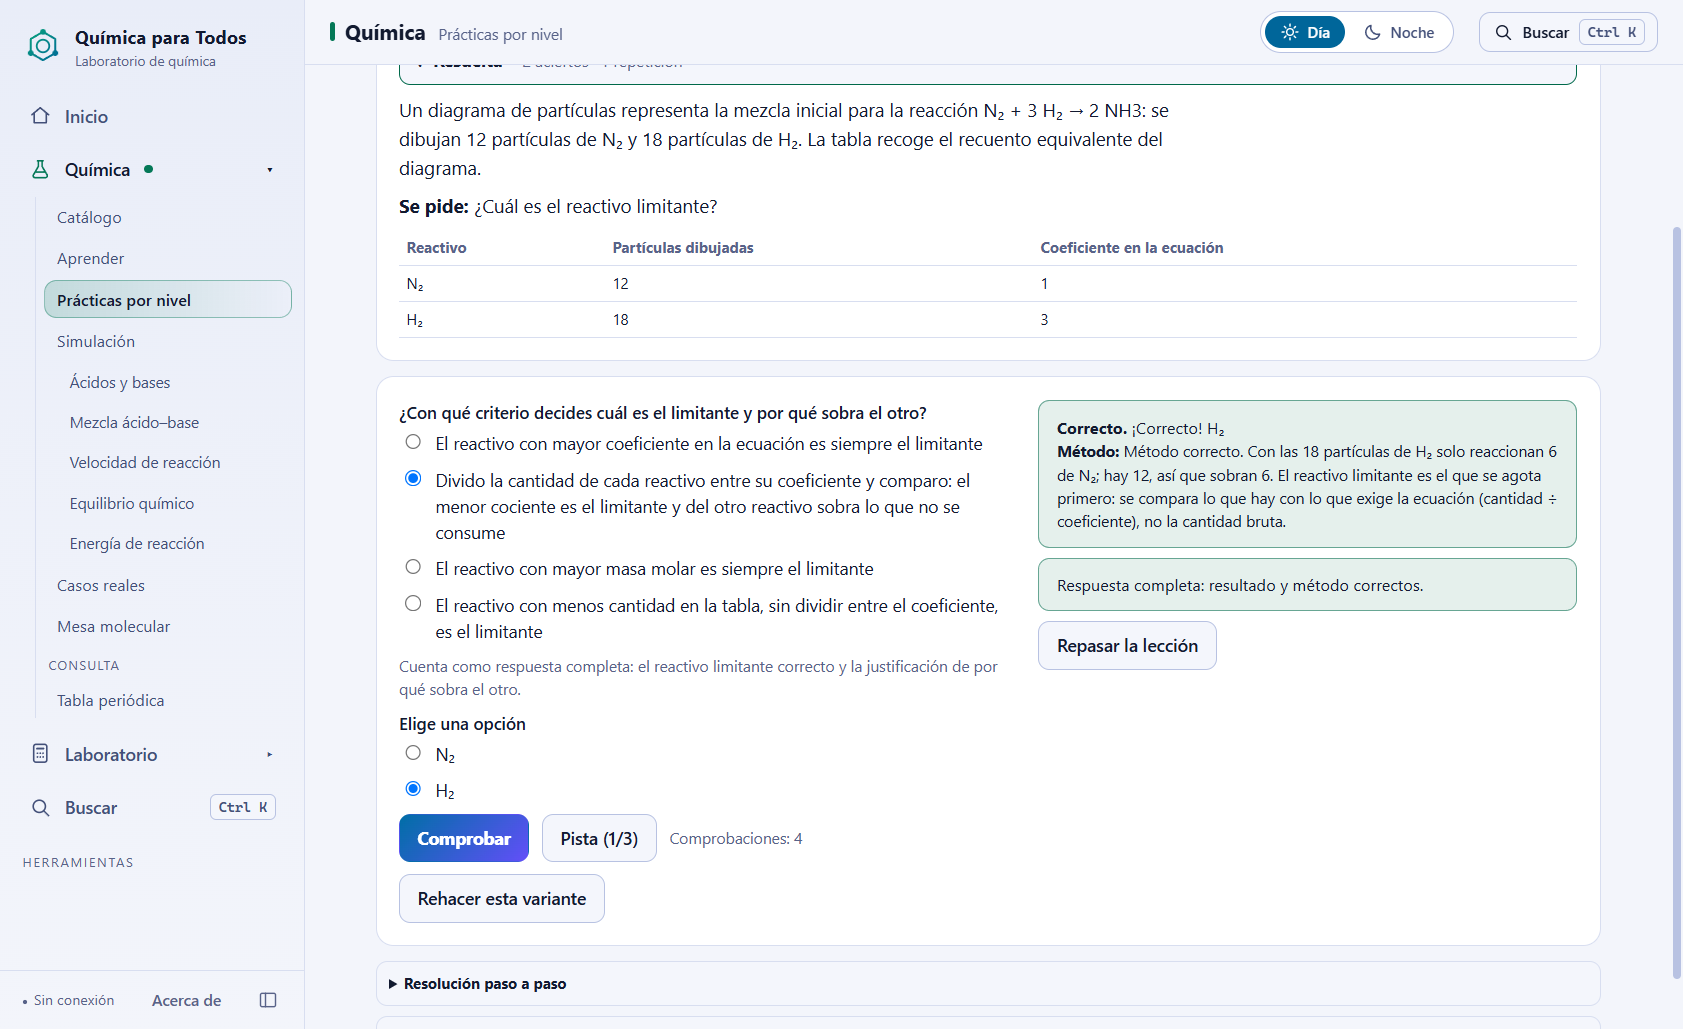 Química para Todos
Laboratorio de química
Inicio
Química
Catálogo
Aprender
Prácticas por nivel
Simulación
Ácidos y bases
Mezcla ácido–base
Velocidad de reacción
Equilibrio químico
Energía de reacción
Casos reales
Mesa molecular
CONSULTA
Tabla periódica
Laboratorio
Buscar Ctrl K
HERRAMIENTAS
Sin conexión Acerca de
Química Prácticas por nivel
Día Noche Buscar Ctrl K
Un diagrama de partículas representa la mezcla inicial para la reacción N₂ + 3 H₂ → 2 NH3: se
dibujan 12 partículas de N₂ y 18 partículas de H₂. La tabla recoge el recuento equivalente del
diagrama.
Se pide: ¿Cuál es el reactivo limitante?
Reactivo Partículas dibujadas Coeficiente en la ecuación
N₂ 12 1
H₂ 18 3
¿Con qué criterio decides cuál es el limitante y por qué sobra el otro?
El reactivo con mayor coeficiente en la ecuación es siempre el limitante
Divido la cantidad de cada reactivo entre su coeficiente y comparo: el
menor cociente es el limitante y del otro reactivo sobra lo que no se
consume
El reactivo con mayor masa molar es siempre el limitante
El reactivo con menos cantidad en la tabla, sin dividir entre el coeficiente,
es el limitante
Cuenta como respuesta completa: el reactivo limitante correcto y la justificación de por
qué sobra el otro.
Elige una opción
N₂
H₂
Comprobar Pista (1/3) Comprobaciones: 4
Rehacer esta variante
Correcto. ¡Correcto! H₂
Método: Método correcto. Con las 18 partículas de H₂ solo reaccionan 6
de N₂; hay 12, así que sobran 6. El reactivo limitante es el que se agota
primero: se compara lo que hay con lo que exige la ecuación (cantidad ÷
coeficiente), no la cantidad bruta.
Respuesta completa: resultado y método correctos.
Repasar la lección
Resolución paso a paso